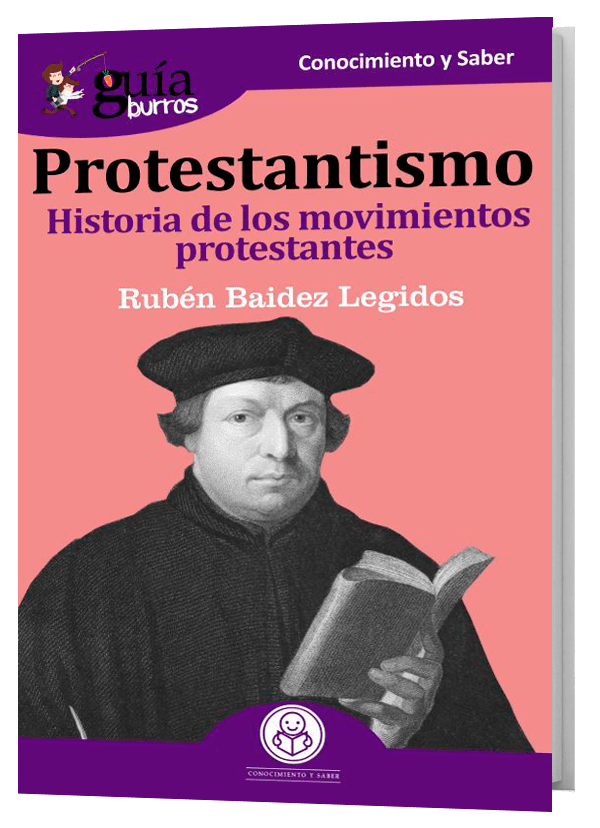 Conocimiento y Saber
guía
burros
Protestantismo
Historia de los movimientos
protestantes
Rubén Baidez Legidos
CONOCIMIENTO Y SABER